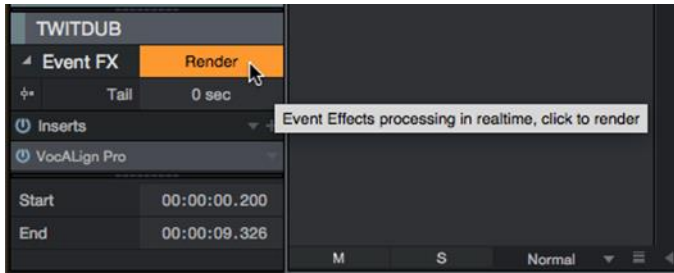 TWITDUB
Event FX Render
Tail 0 sec
Inserts
Event Effects processing in realtime, click to render
VocALign Pro
Start 00:00:00.200
End 00:00:09.326
M S Normal